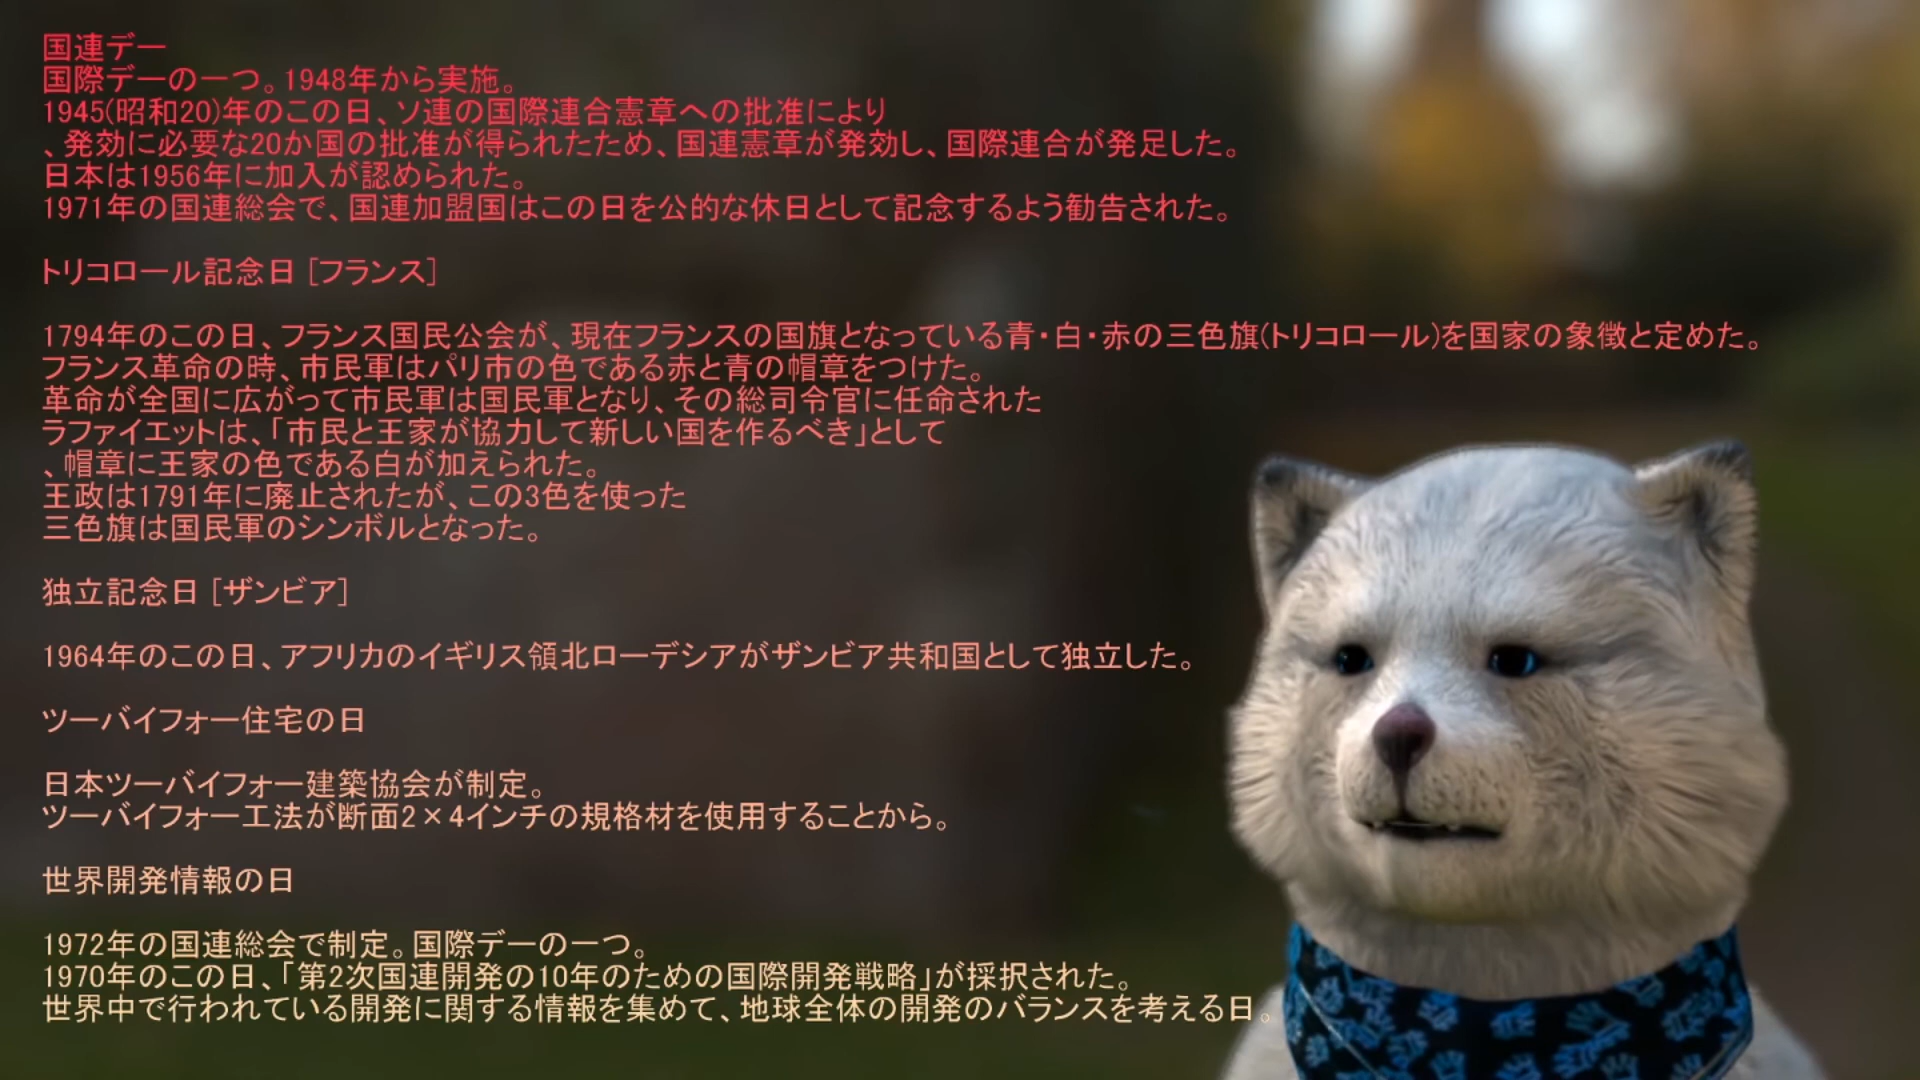 国連デー
国際デーの一つ。1948年から実施。
1945(昭和20)年のこの日、ソ連の国際連合憲章への批准により
、発効に必要な20か国の批准が得られたため、国連憲章が発効し、国際連合が発足した。
日本は1956年に加入が認められた。
1971年の国連総会で、国連加盟国はこの日を公的な休日として記念するよう勧告された。
トリコロール記念日 [フランス]
1794年のこの日、フランス国民公会が、現在フランスの国旗となっている青・白・赤の三色旗(トリコロール)を国家の象徴と定めた。
フランス革命の時、市民軍はパリ市の色である赤と青の帽章をつけた。
革命が全国に広がって市民軍は国民軍となり、その総司令官に任命された
ラファイエットは、「市民と王家が協力して新しい国を作るべき」として
、帽章に王家の色である白が加えられた。
王政は1791年に廃止されたが、この3色を使った
三色旗は国民軍のシンボルとなった。
独立記念日 [ザンビア]
1964年のこの日、アフリカのイギリス領北ローデシアがザンビア共和国として独立した。
ツーバイフォー住宅の日
日本ツーバイフォー建築協会が制定。
ツーバイフォー工法が断面2×4インチの規格材を使用することから。
世界開発情報の日
1972年の国連総会で制定。国際デーの一つ。
1970年のこの日、「第2次国連開発の10年のための国際開発戦略」が採択された。
世界中で行われている開発に関する情報を集めて、地球全体の開発のバランスを考える日。